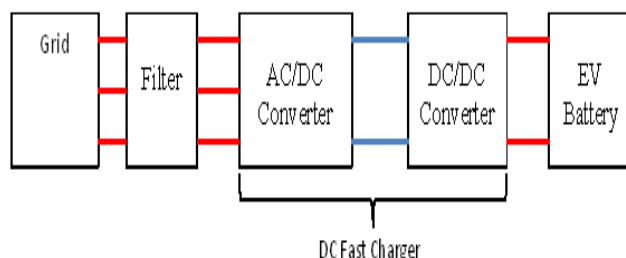 Grid
Filter
AC/DC
Converter
DC/DC
Converter
EV
Battery
DC Fast Charger